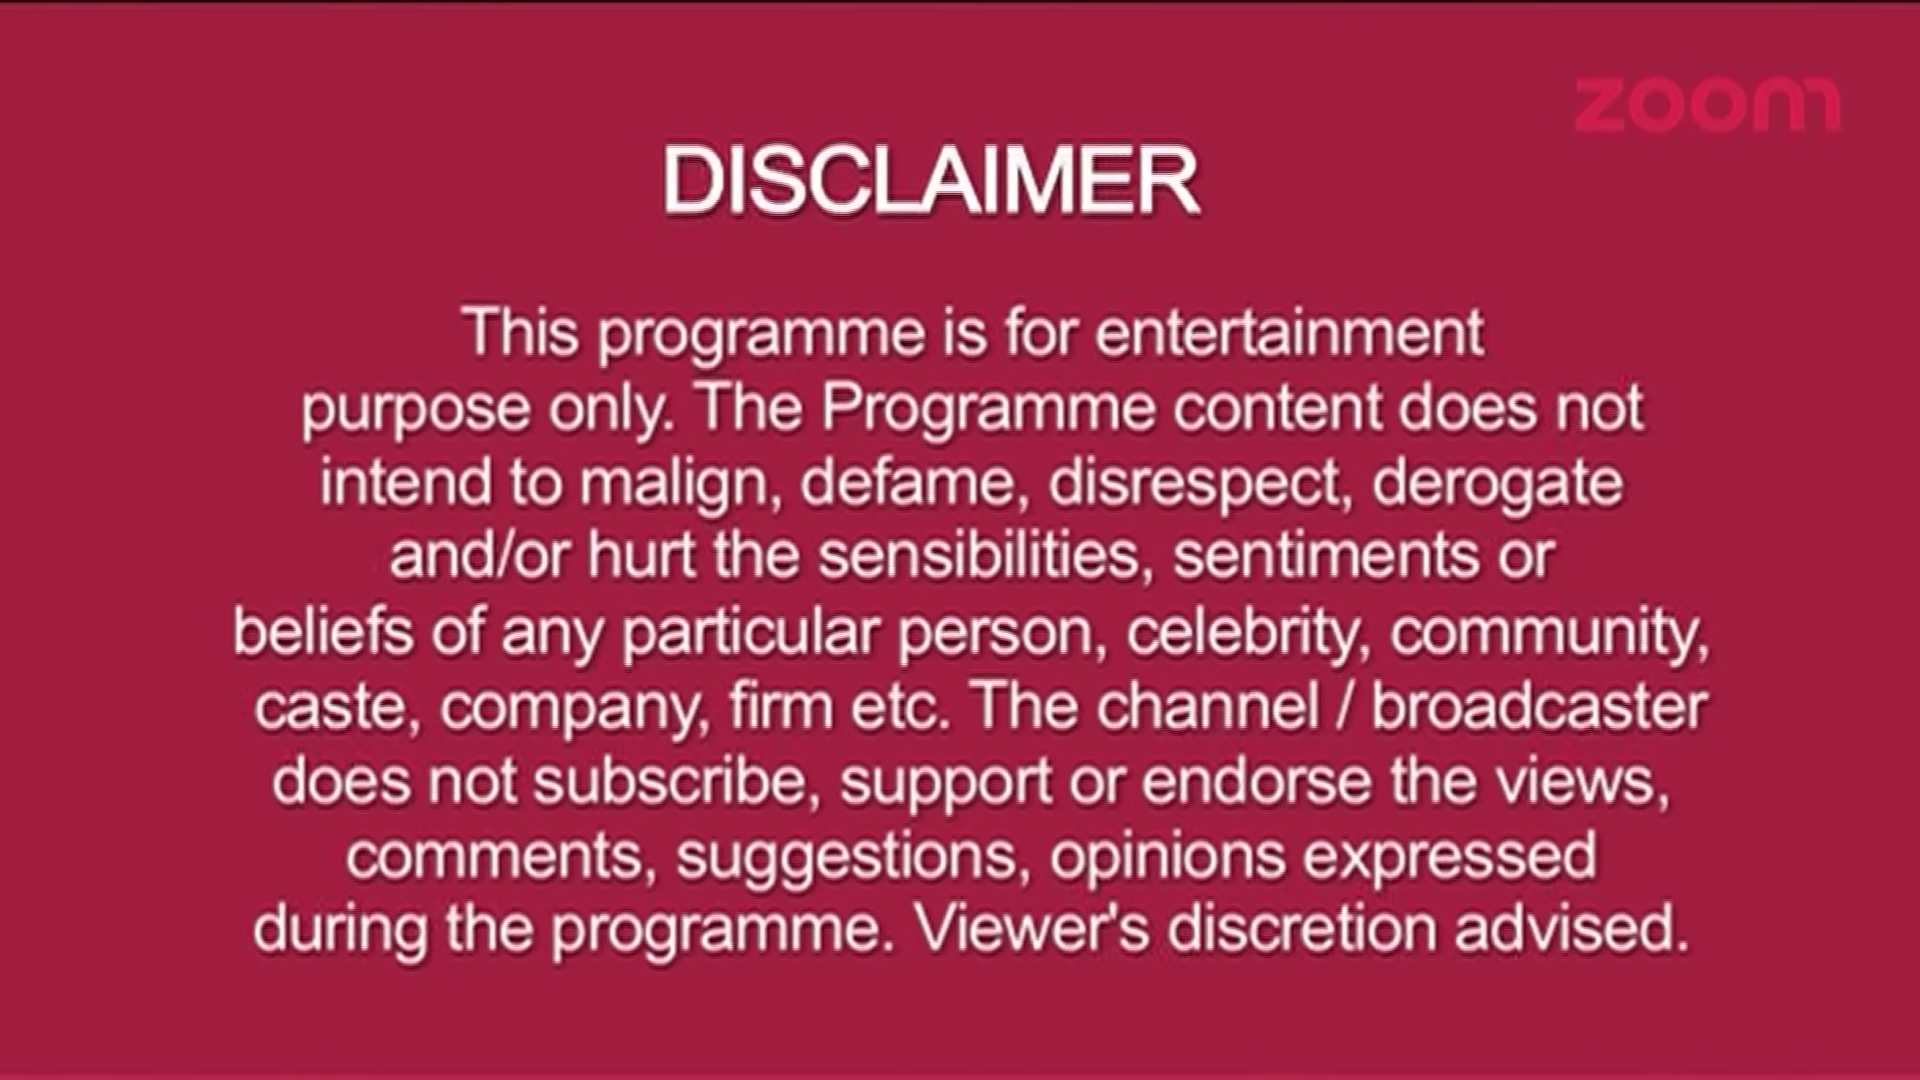 zoom
DISCLAIMER
This programme is for entertainment
purpose only. The Programme content does not
intend to malign, defame, disrespect, derogate
and/or hurt the sensibilities, sentiments or
beliefs of any particular person, celebrity, community,
caste, company, firm etc. The channel / broadcaster
does not subscribe, support or endorse the views,
comments, suggestions, opinions expressed
during the programme. Viewer's discretion advised.